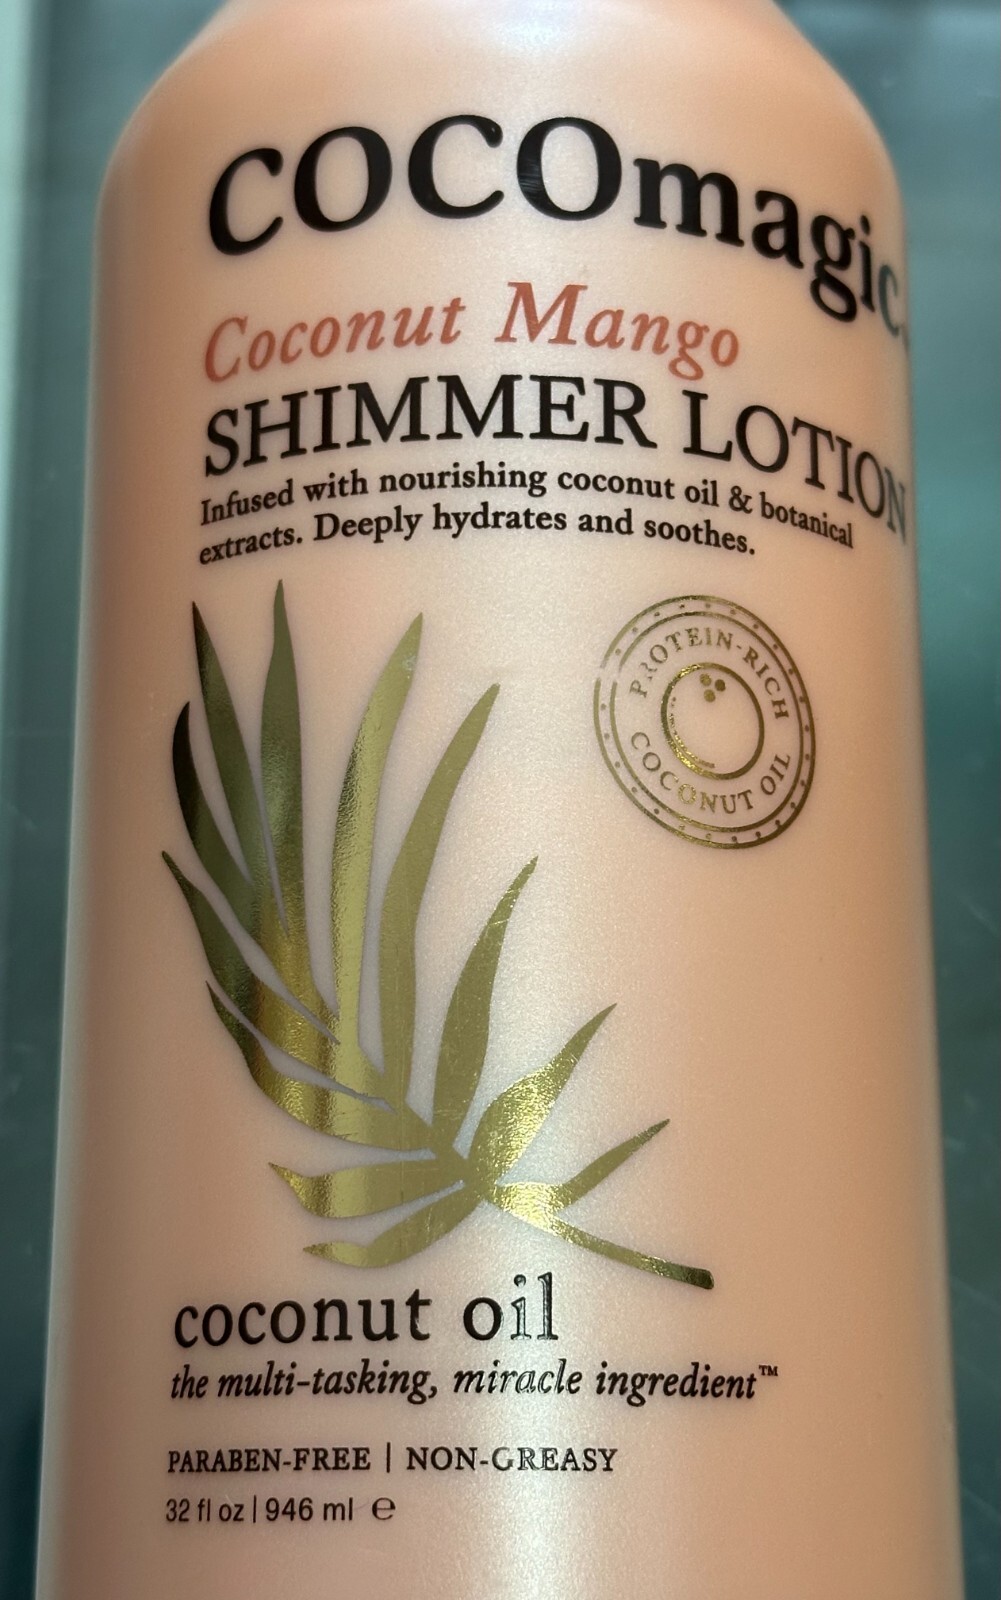 COCOmagic
Coconut Mango
SHIMMER LOTION
Infused with nourishing coconut oil & botanical
extracts. Deeply hydrates and soothes.
PROTEIN-RICH
COCONUT OIL
coconut oil
the multi-tasking, miracle ingredient™
PARABEN-FREE | NON-GREASY
32 fl oz | 946 ml ℮